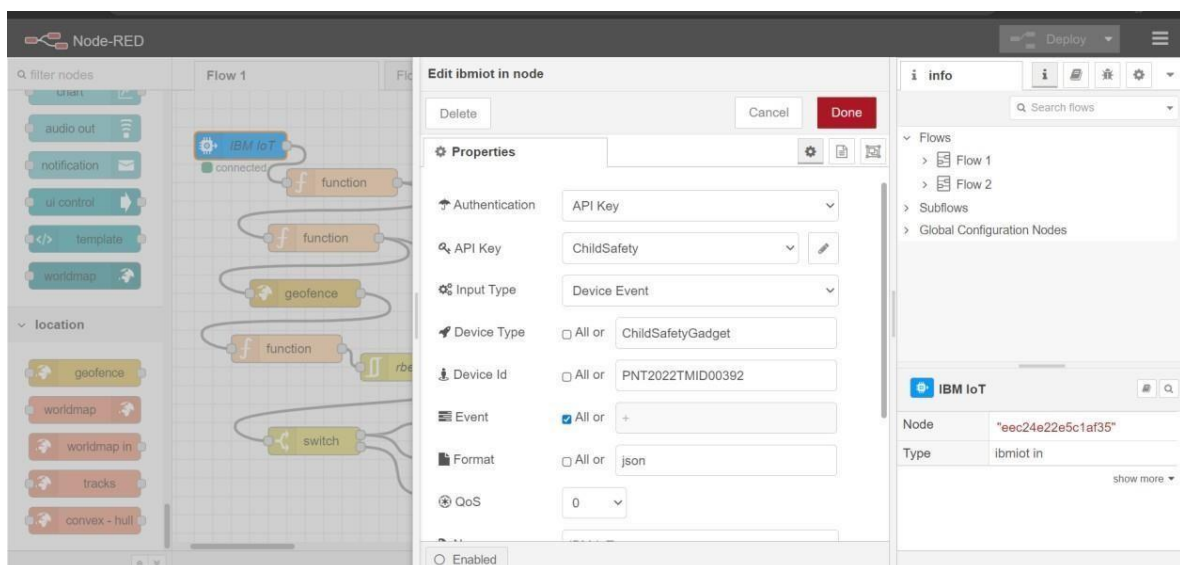 Node-RED
Deploy
filter nodes
chart
audio out
notification
ui control
template
worldmap
location
geofence
worldmap
worldmap in
tracks
convex - hull
Flow 1
IBM IoT
connected
function
function
geofence
function
rbe
switch
Edit ibmiot in node
Delete
Cancel
Done
Properties
Authentication
API Key
API Key
ChildSafety
Input Type
Device Event
Device Type
All or
ChildSafetyGadget
Device Id
All or
PNT2022TMID00392
Event
All or
+
Format
All or
json
QoS
0
Enabled
i info
i
Search flows
Flows
Flow 1
Flow 2
Subflows
Global Configuration Nodes
IBM IoT
Node
"eec24e22e5c1af35"
Type
ibmiot in
show more